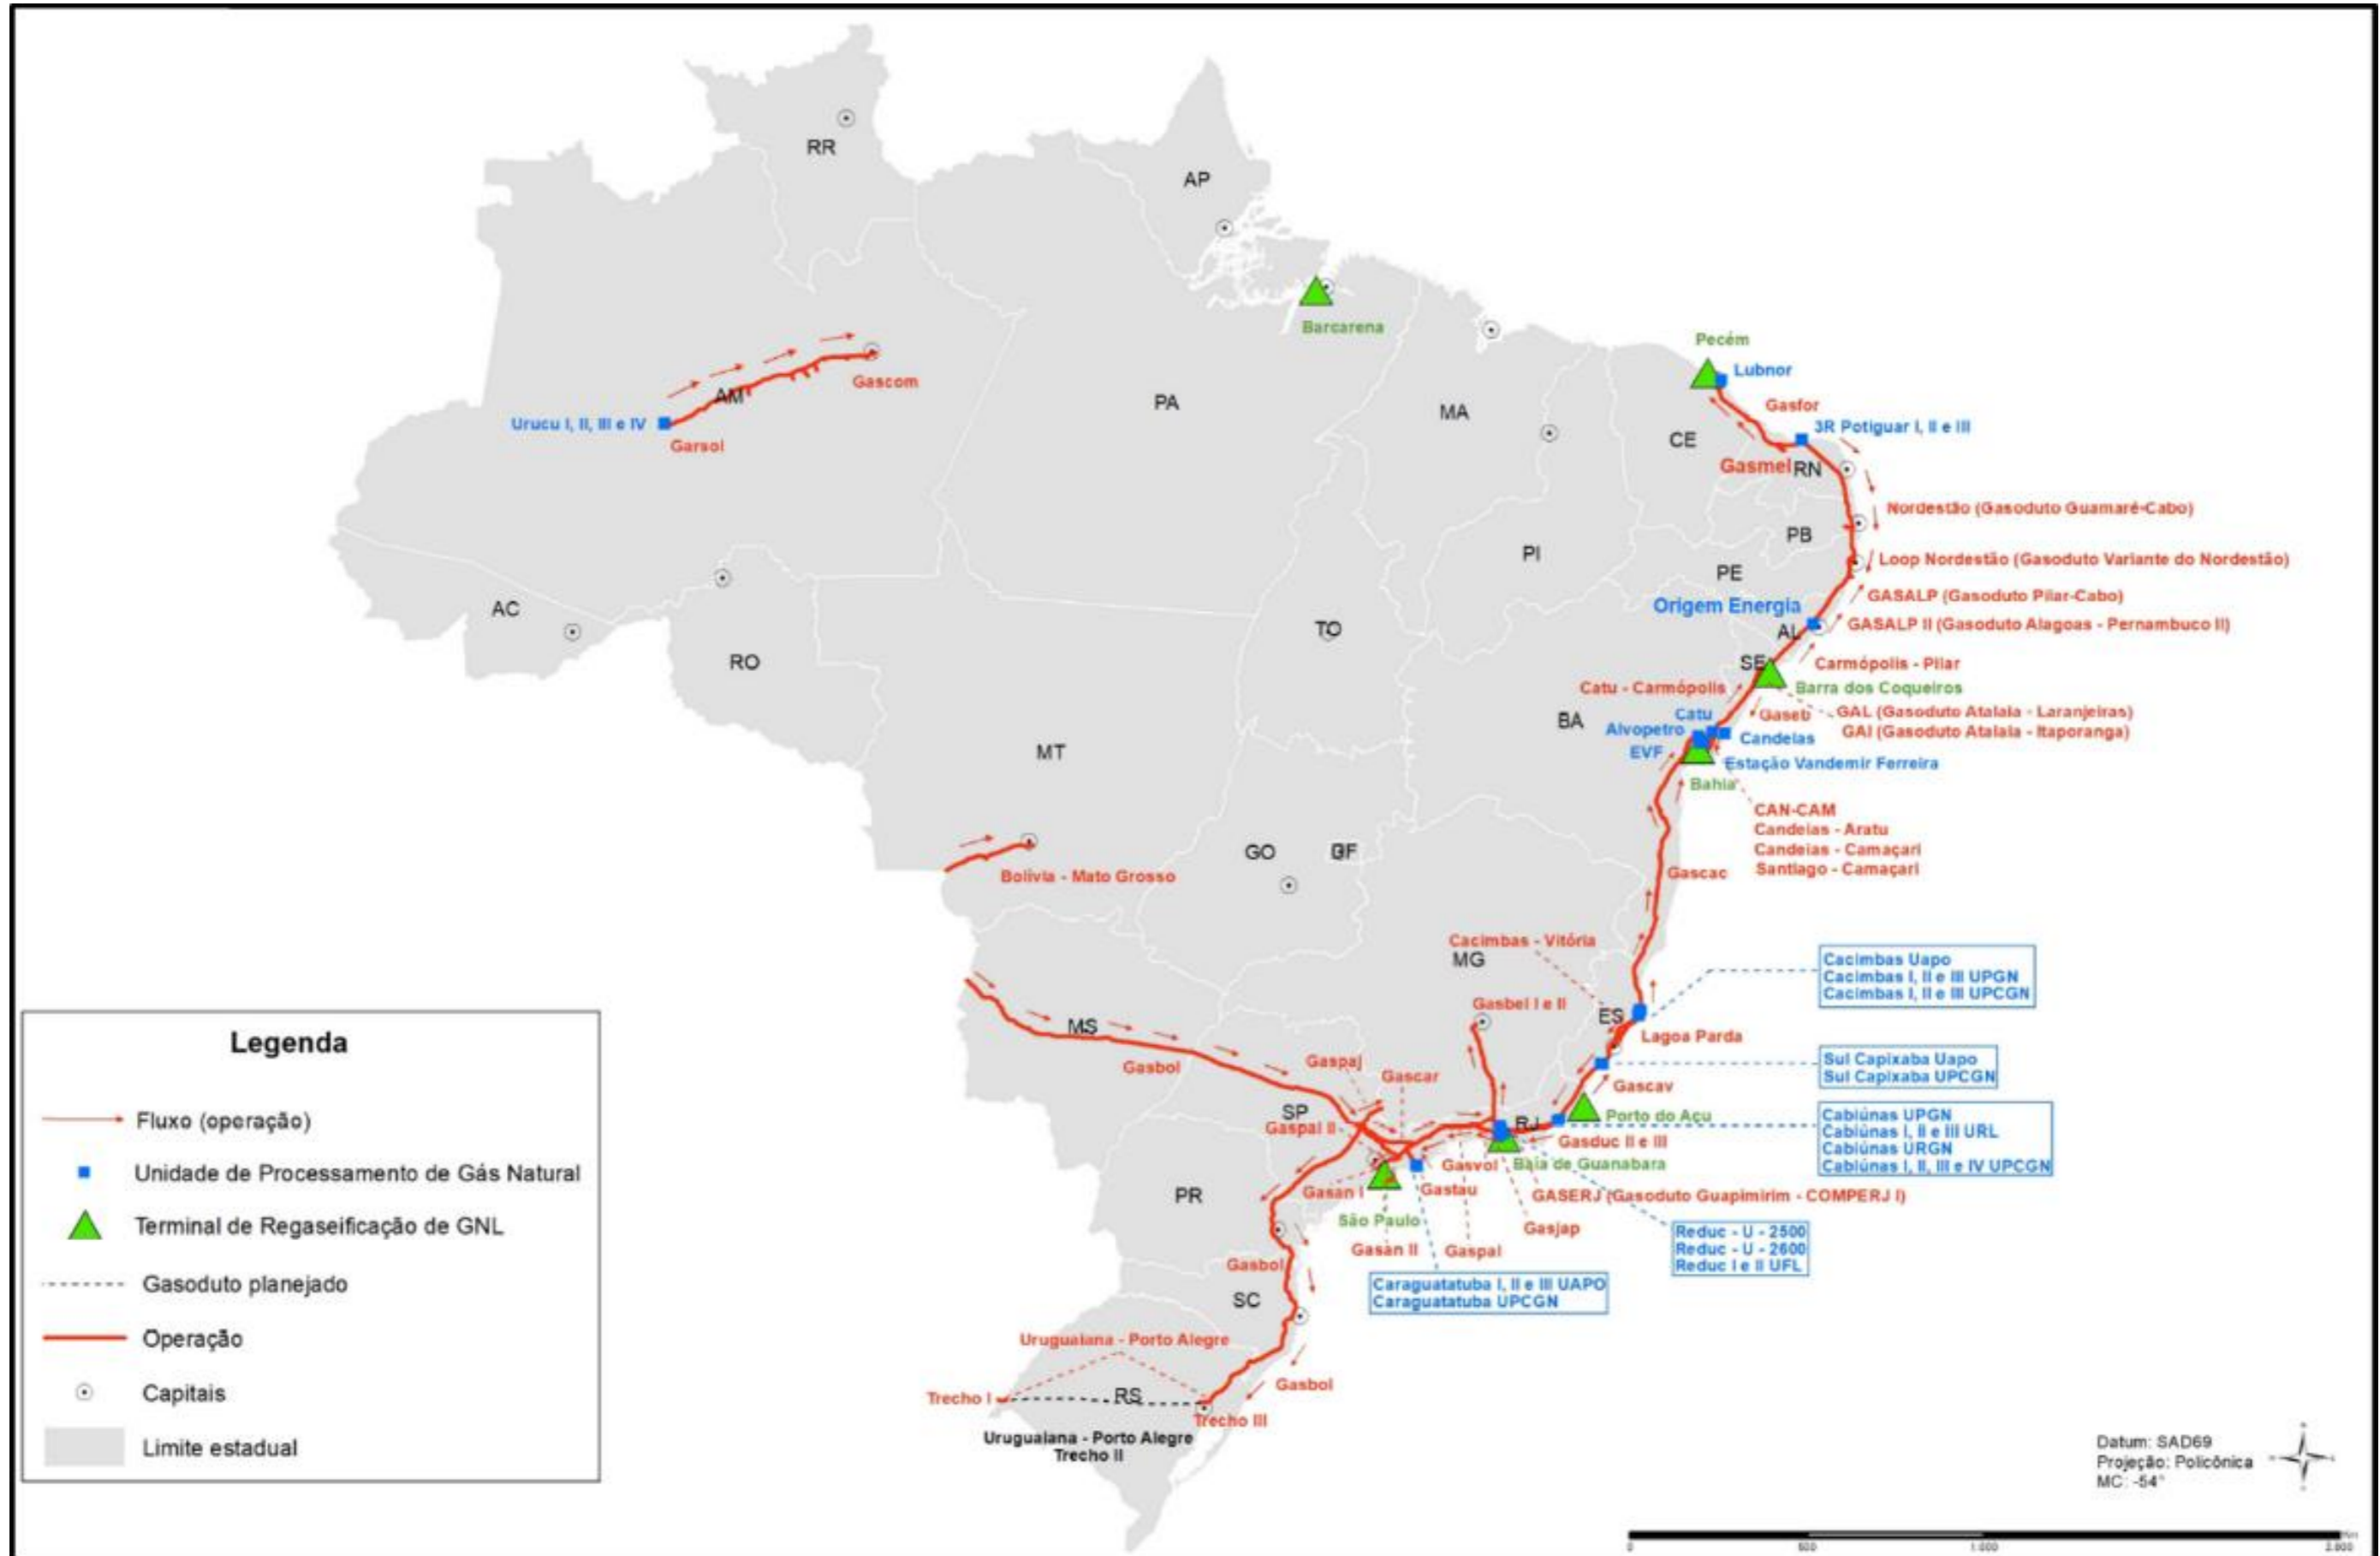 RR
AP
Barcarena
Pecém
Lubnor
Gasfor
3R Potiguar I, II e III
AM
Gascom
Urucu I, II, III e IV
Garsol
PA
MA
CE
Gasmel
RN
Nordestão (Gasoduto Guamaré-Cabo)
PB
PI
Loop Nordestão (Gasoduto Variante do Nordestão)
PE
GASALP (Gasoduto Pilar-Cabo)
Origem Energia
AC
TO
AL
GASALP II (Gasoduto Alagoas - Pernambuco II)
RO
SE
Carmópolis - Pilar
Catu - Carmópolis
Barra dos Coqueiros
BA
Catu
Gaseb
GAL (Gasoduto Atalaia - Laranjeiras)
Alvopetro
GAI (Gasoduto Atalaia - Itaporanga)
EVF
Candeias
MT
Estação Vandemir Ferreira
Bahia
CAN-CAM
Candeias - Aratu
Candeias - Camaçari
Santiago - Camaçari
GO
Bolívia - Mato Grosso
Gascac
Cacimbas - Vitória
MG
Cacimbas Uapo
Cacimbas I, II e III UPGN
Cacimbas I, II e III UPCGN
Gasbel I e II
MS
ES
Lagoa Parda
Gasbol
Gaspaj
Gascar
Sul Capixaba Uapo
Sul Capixaba UPCGN
Gascav
SP
Gaspal II
RJ
Porto do Açu
Cabiúnas UPGN
Cabiúnas I, II e III URL
Cabiúnas URGN
Cabiúnas I, II, III e IV UPCGN
Gasduc II e III
Gasvol
Baia de Guanabara
PR
Gasan I
Gastau
GASERJ (Gasoduto Guapimirim - COMPERJ I)
São Paulo
Gasjap
Gasan II
Gaspal
Reduc - U - 2500
Reduc - U - 2600
Reduc I e II UFL
Gasbol
Caraguatatuba I, II e III UAPO
Caraguatatuba UPCGN
SC
Uruguaiana - Porto Alegre
Gasbol
Trecho I
RS
Trecho III
Uruguaiana - Porto Alegre
Trecho II
Legenda
Fluxo (operação)
Unidade de Processamento de Gás Natural
Terminal de Regaseificação de GNL
Gasoduto planejado
Operação
Capitais
Limite estadual
Datum: SAD69
Projeção: Policônica
MC: -54°
0 500 1.000 2.000